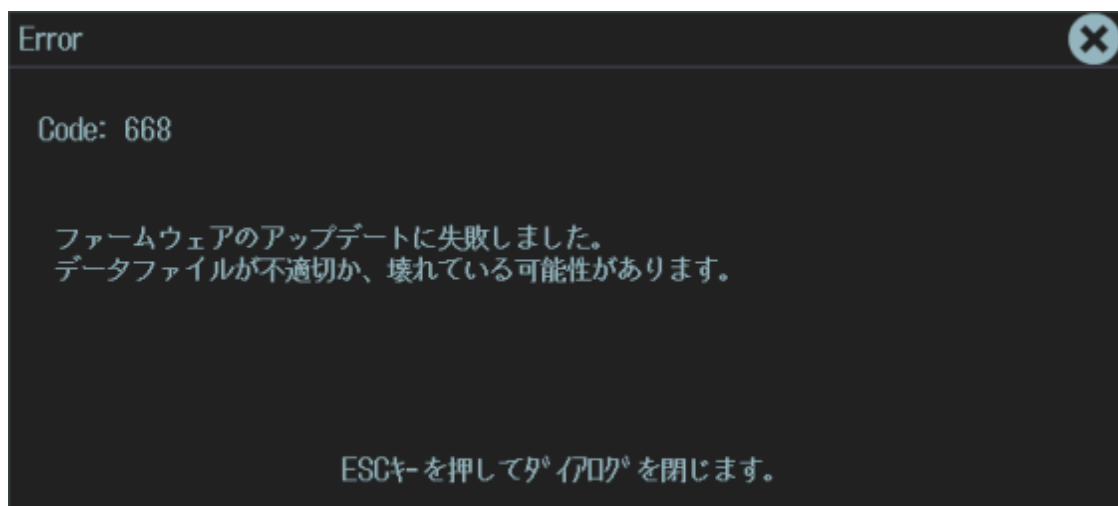 Error
Code: 668
ファームウェアのアップデートに失敗しました。
データファイルが不適切か、壊れている可能性があります。
ESCｷｰを押してﾀﾞｲｱﾛｸﾞを閉じます。